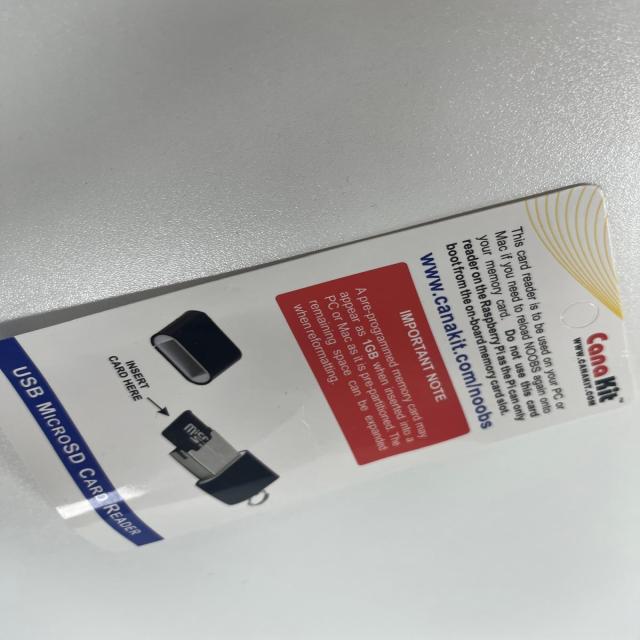 CanaKit™
WWW.CANAKIT.COM
This card reader is to be used on your PC or
Mac if you need to reload NOOBS again onto
your memory card. Do not use this card
reader on the Raspberry Pi as the Pi can only
boot from the on-board memory card slot.
www.canakit.com/noobs
IMPORTANT NOTE
A pre-programmed memory card may
appear as 1GB when inserted into a
PC or Mac as it is pre-partitioned. The
remaining space can be expanded
when reformatting.
INSERT
CARD HERE
USB MICROSD CARD READER